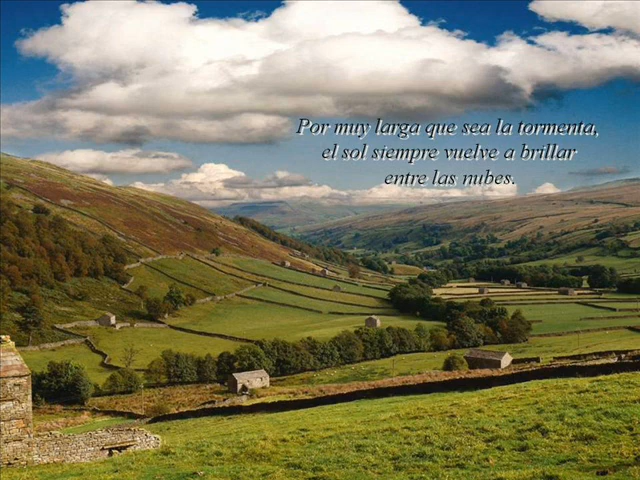 Por muy larga que sea la tormenta,
el sol siempre vuelve a brillar
entre las nubes.